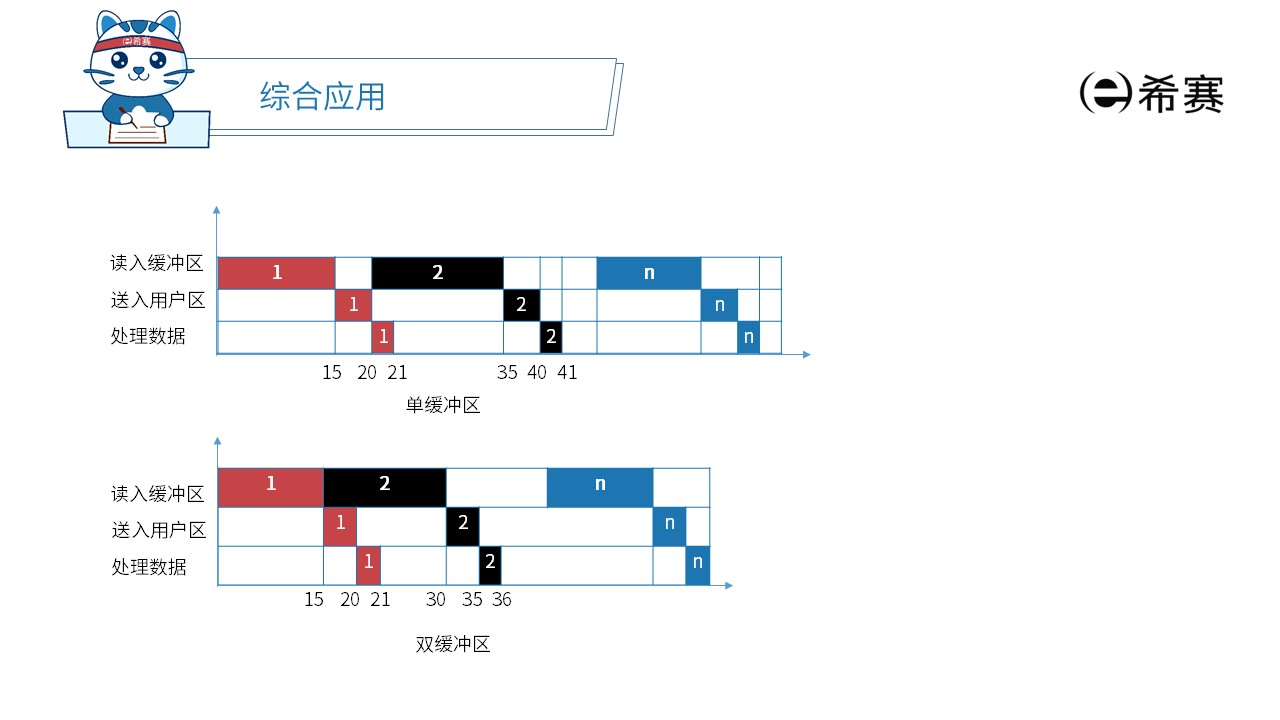 希赛
综合应用
希赛
读入缓冲区 1 2 n
送入用户区 1 2 n
处理数据 1 2 n
15 20 21 35 40 41
单缓冲区
读入缓冲区 1 2 n
送入用户区 1 2 n
处理数据 1 2 n
15 20 21 30 35 36
双缓冲区